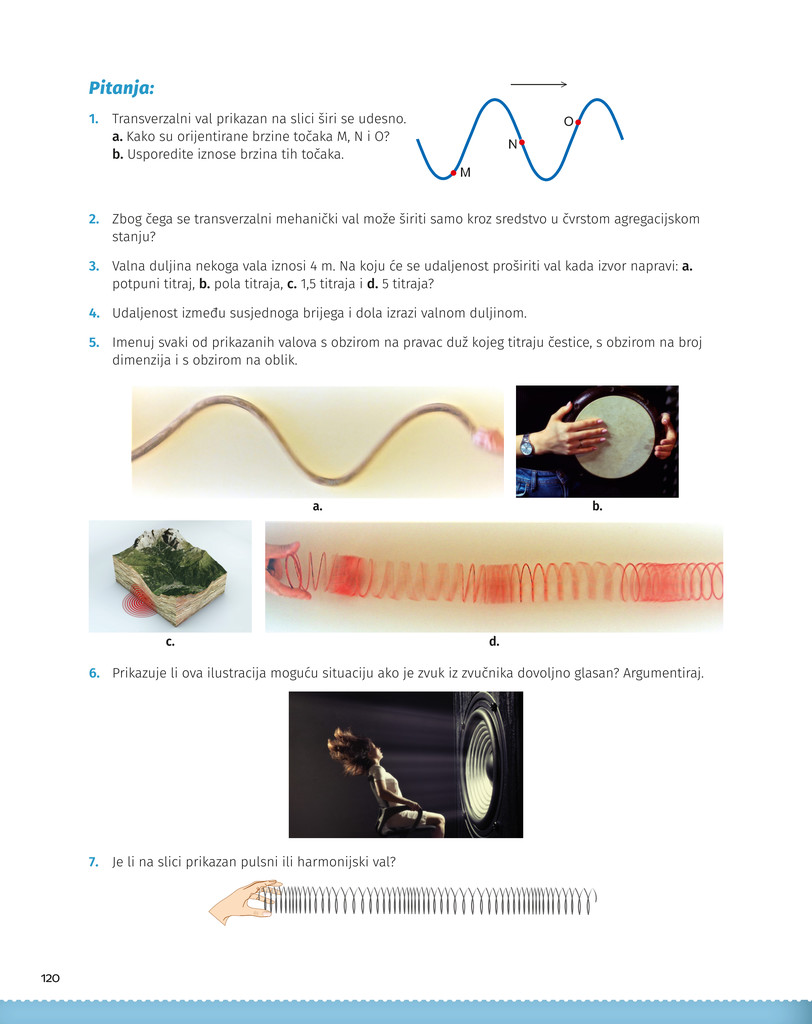 Pitanja:
1. Transverzalni val prikazan na slici širi se udesno.
a. Kako su orijentirane brzine točaka M, N i O?
b. Usporedite iznose brzina tih točaka.
M
N
O
2. Zbog čega se transverzalni mehanički val može širiti samo kroz sredstvo u čvrstom agregacijskom
stanju?
3. Valna duljina nekoga vala iznosi 4 m. Na koju će se udaljenost proširiti val kada izvor napravi: a.
potpuni titraj, b. pola titraja, c. 1,5 titraja i d. 5 titraja?
4. Udaljenost između susjednoga brijega i dola izrazi valnom duljinom.
5. Imenuj svaki od prikazanih valova s obzirom na pravac duž kojeg titraju čestice, s obzirom na broj
dimenzija i s obzirom na oblik.
a.
b.
c.
d.
6. Prikazuje li ova ilustracija moguću situaciju ako je zvuk iz zvučnika dovoljno glasan? Argumentiraj.
7. Je li na slici prikazan pulsni ili harmonijski val?
120